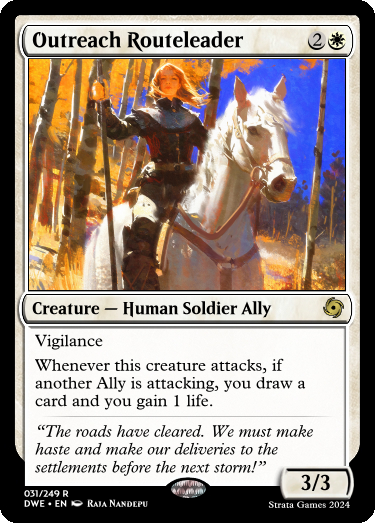 Outreach Routeleader 2
Creature — Human Soldier Ally
Vigilance
Whenever this creature attacks, if
another Ally is attacking, you draw a
card and you gain 1 life.
“The roads have cleared. We must make
haste and make our deliveries to the
settlements before the next storm!”
3/3
031/249 R
DWE • EN Raja Nandepu
Strata Games 2024